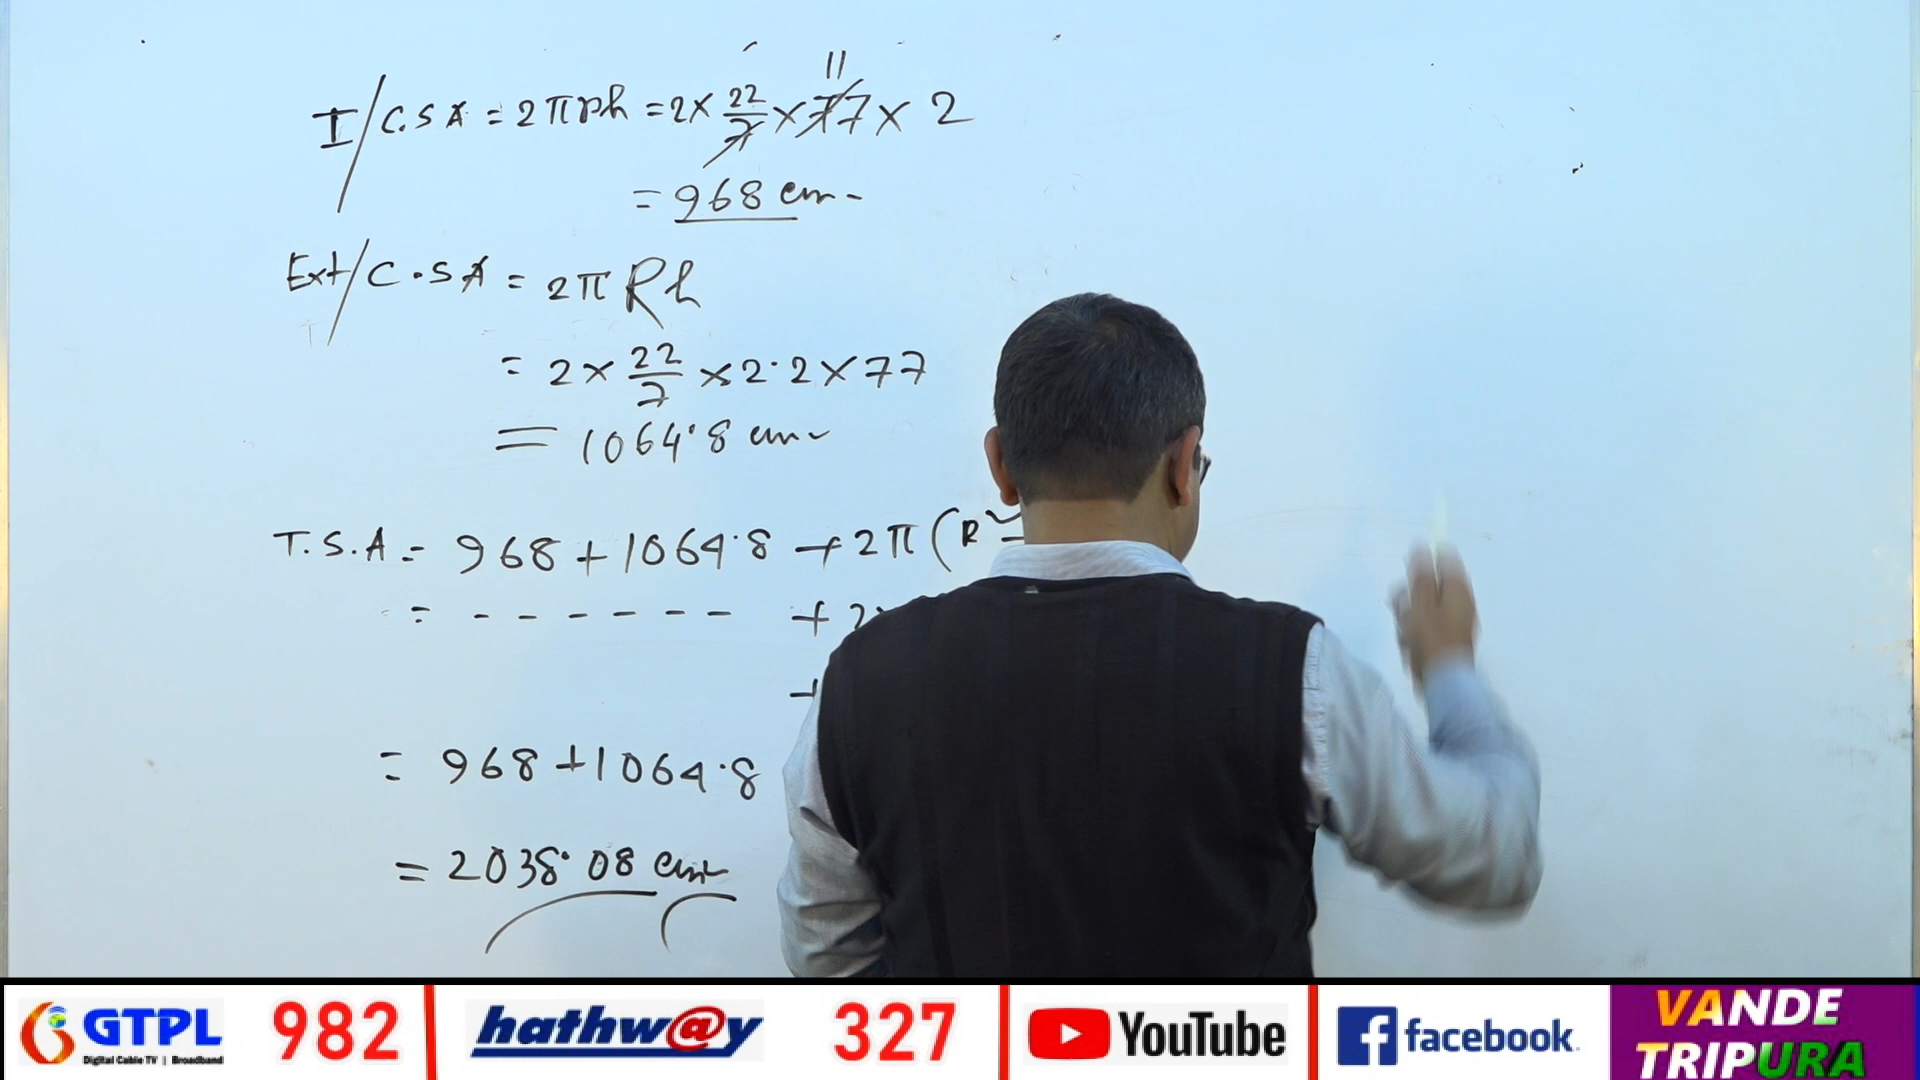 I/C.S.A = 2πrh = 2 × 22/7 × 77 × 2
11
= 968 cm²
Ext/C.S.A = 2πRh
= 2 × 22/7 × 2.2 × 77
= 1064.8 cm²
T.S.A = 968 + 1064.8 + 2π(R²-
= - - - - - - + 2×
+
= 968 + 1064.8
= 2038.08 cm²
GTPL
Digital Cable TV | Broadband
982
hathw@y
327
YouTube
facebook
VANDE
TRIPURA